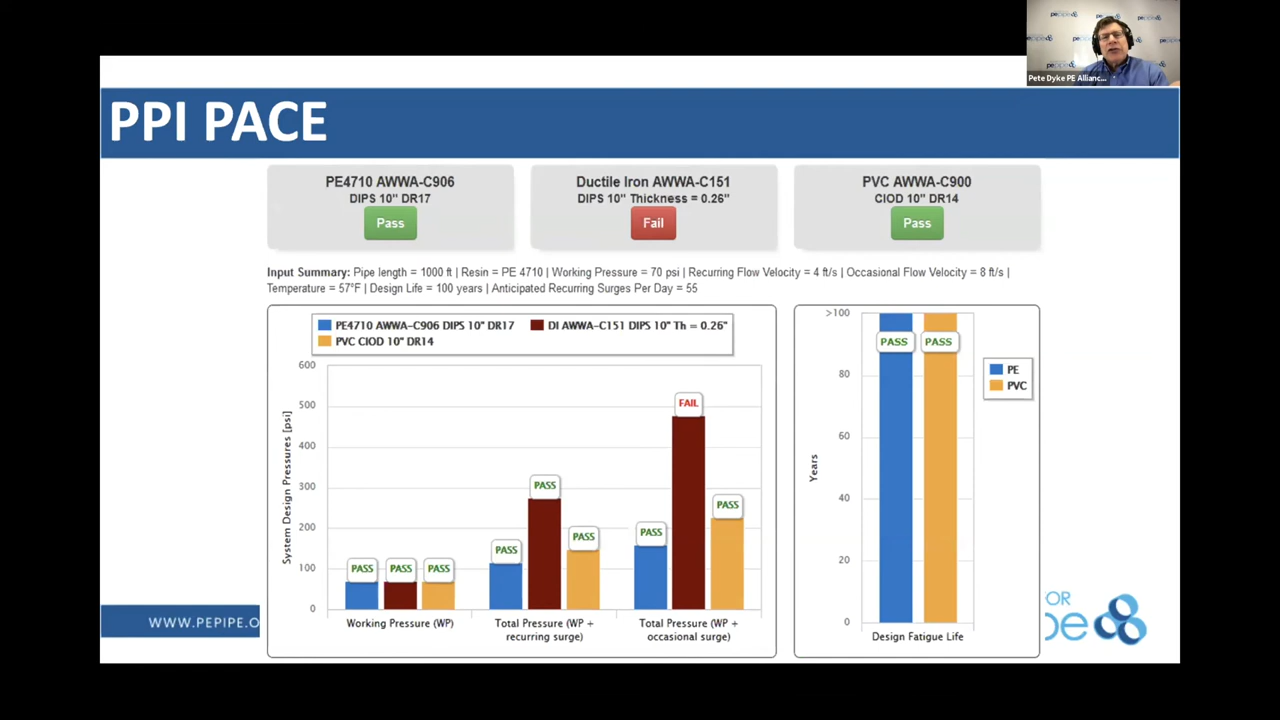 Pete Dyke PE Allianc...
PPI PACE
PE4710 AWWA-C906
DIPS 10" DR17
Pass
Ductile Iron AWWA-C151
DIPS 10" Thickness = 0.26"
Fail
PVC AWWA-C900
CIOD 10" DR14
Pass
Input Summary: Pipe length = 1000 ft | Resin = PE 4710 | Working Pressure = 70 psi | Recurring Flow Velocity = 4 ft/s | Occasional Flow Velocity = 8 ft/s |
Temperature = 57°F | Design Life = 100 years | Anticipated Recurring Surges Per Day = 55
PE4710 AWWA-C906 DIPS 10" DR17
DI AWWA-C151 DIPS 10" Th = 0.26"
PVC CIOD 10" DR14
System Design Pressures [psi]
600
500
400
300
200
100
0
PASS
PASS
PASS
PASS
PASS
PASS
PASS
FAIL
PASS
Working Pressure (WP)
Total Pressure (WP +
recurring surge)
Total Pressure (WP +
occasional surge)
Years
>100
80
60
40
20
0
PASS
PASS
Design Fatigue Life
PE
PVC
WWW.PEPIPE.O
OR
pe